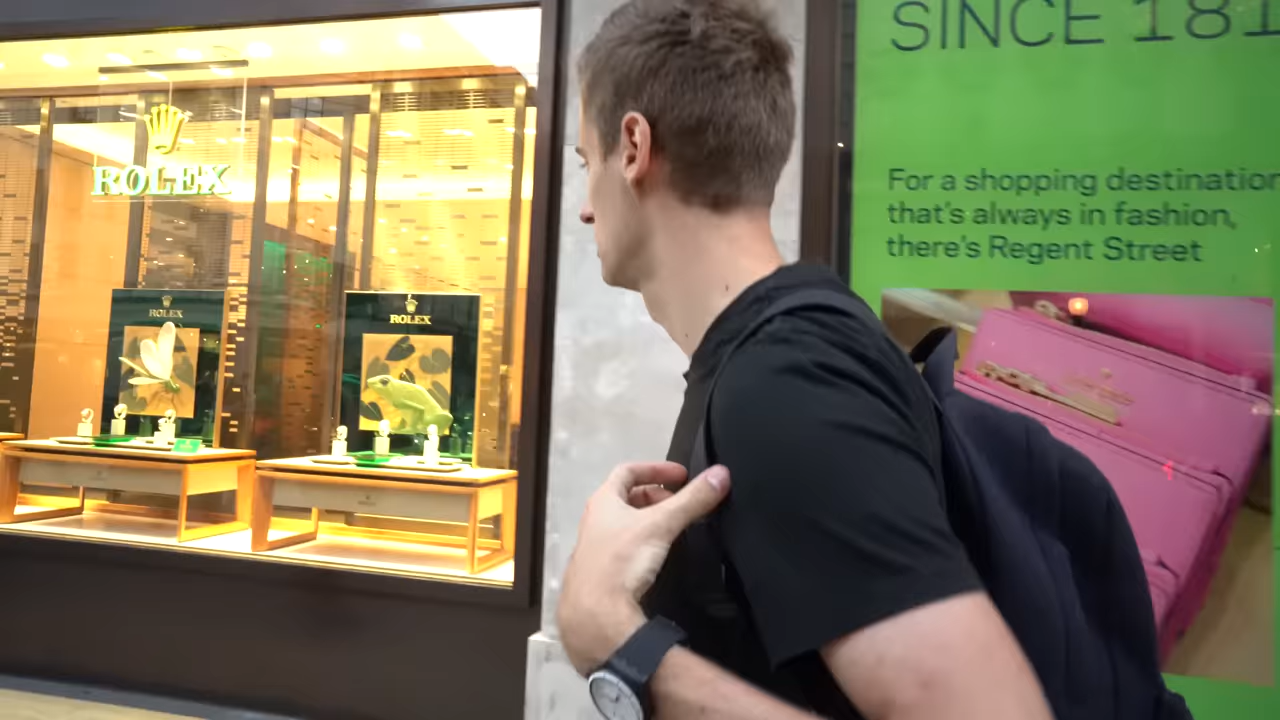 ROLEX
ROLEX
ROLEX
SINCE 181
For a shopping destination
that's always in fashion,
there's Regent Street